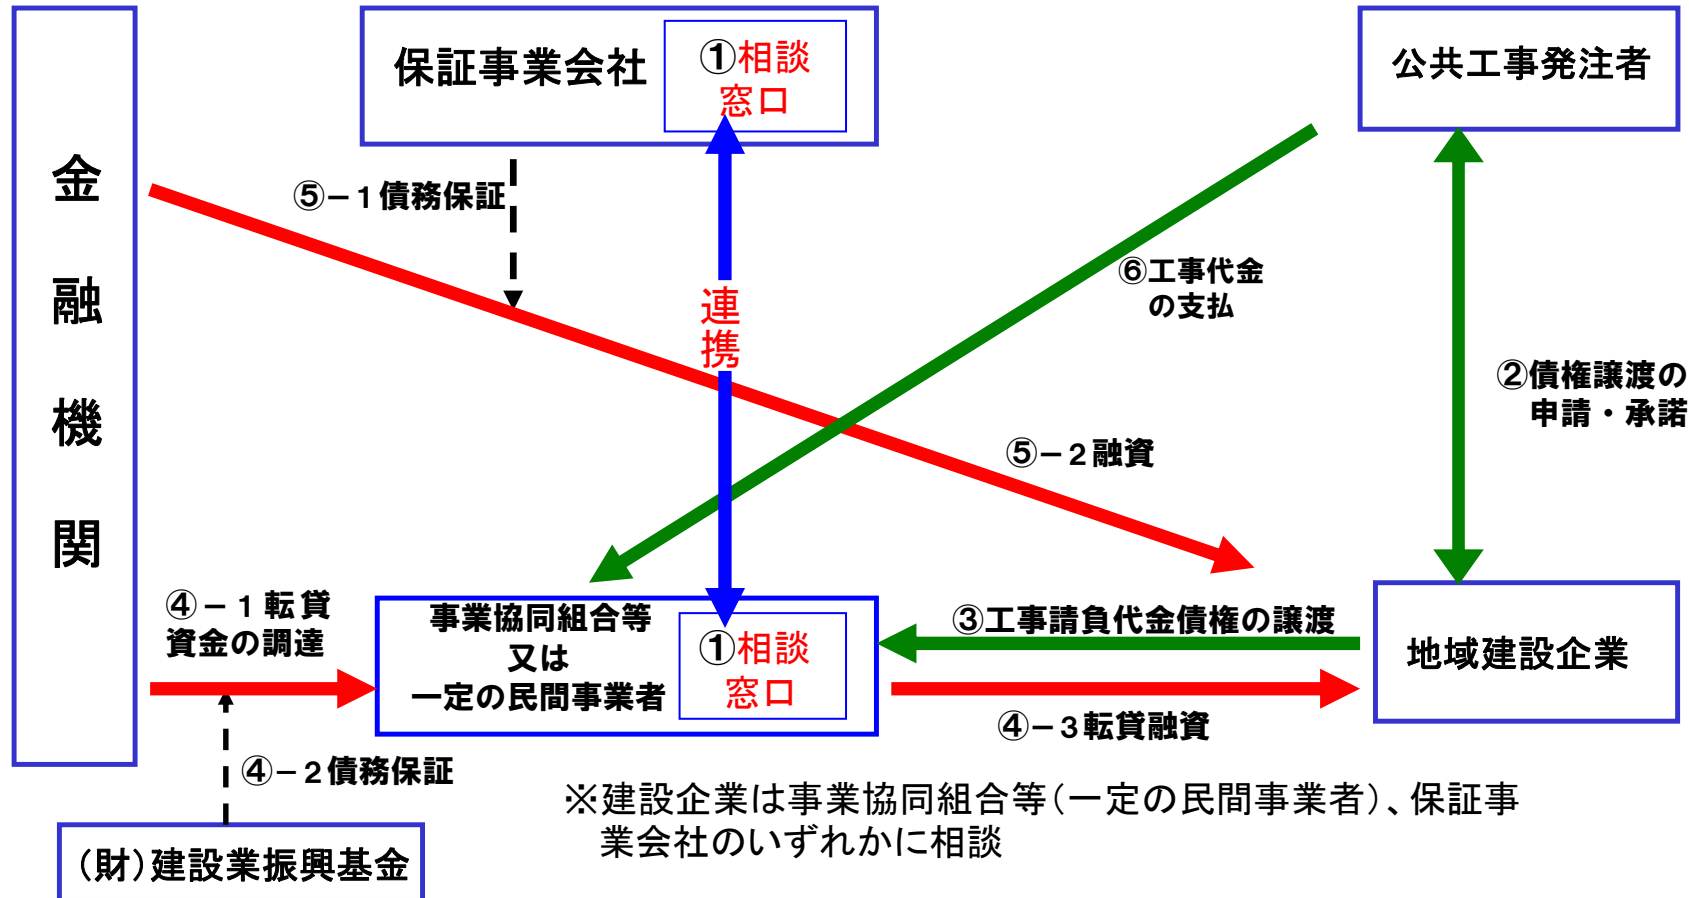 保証事業会社
①相談
窓口
公共工事発注者
金
融
機
関
⑤－１債務保証
連
携
⑥工事代金
の支払
②債権譲渡の
申請・承諾
⑤－２融資
④－１転貸
資金の調達
事業協同組合等
又は
一定の民間事業者
①相談
窓口
③工事請負代金債権の譲渡
地域建設企業
④－３転貸融資
④－２債務保証
※建設企業は事業協同組合等（一定の民間事業者）、保証事
業会社のいずれかに相談
（財）建設業振興基金